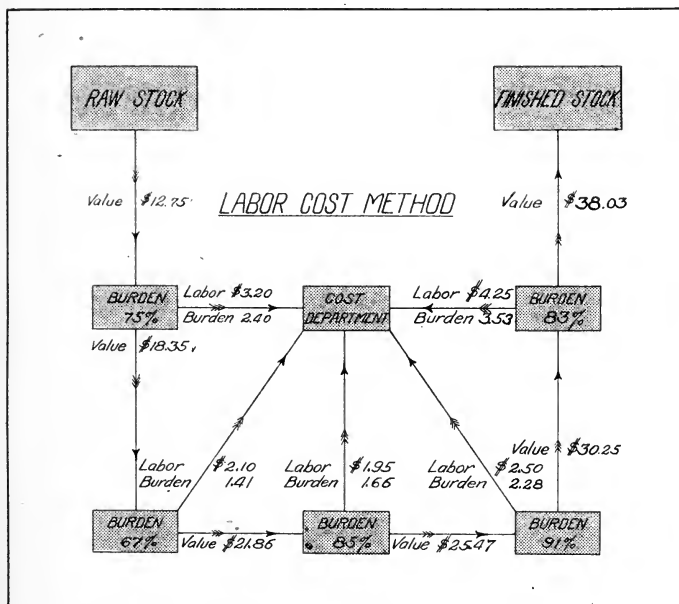 RAW STOCK
FINISHED STOCK
Value $12.75
LABOR COST METHOD
Value $38.03
BURDEN
75%
Labor $3.20
Burden 2.40
COST
DEPARTMENT
Labor $4.25
Burden 3.53
BURDEN
83%
Value $18.35
Value $30.25
Labor $2.10
Burden 1.41
Labor $1.95
Burden 1.66
Labor $2.50
Burden 2.28
BURDEN
67%
Value $21.86
BURDEN
85%
Value $25.47
BURDEN
91%